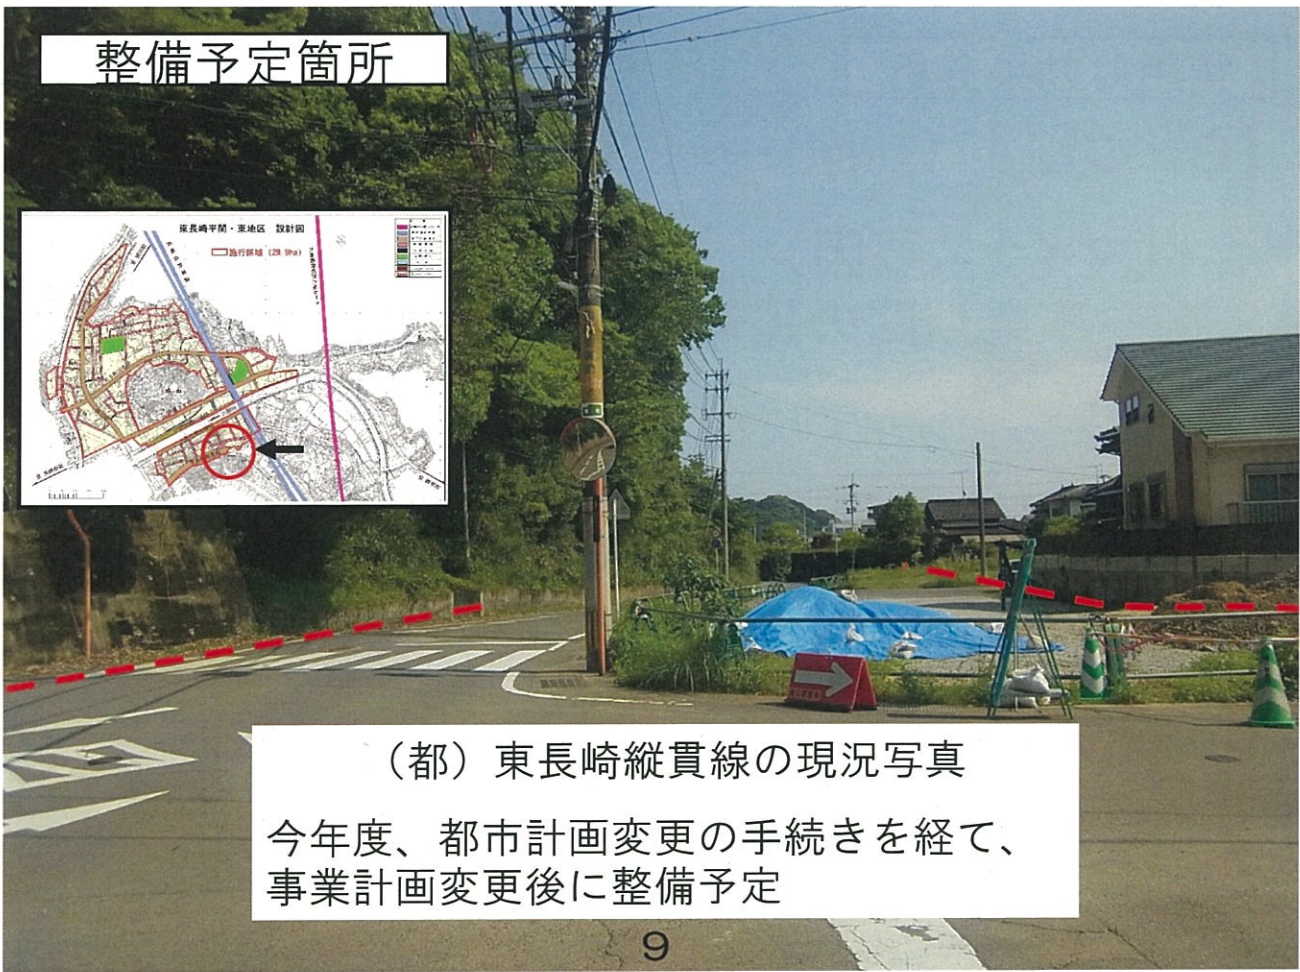 整備予定箇所
東長崎平間・東地区 設計図
施行区域 (29.9ha)
(都)東長崎縦貫線の現況写真
今年度、都市計画変更の手続きを経て、
事業計画変更後に整備予定
9